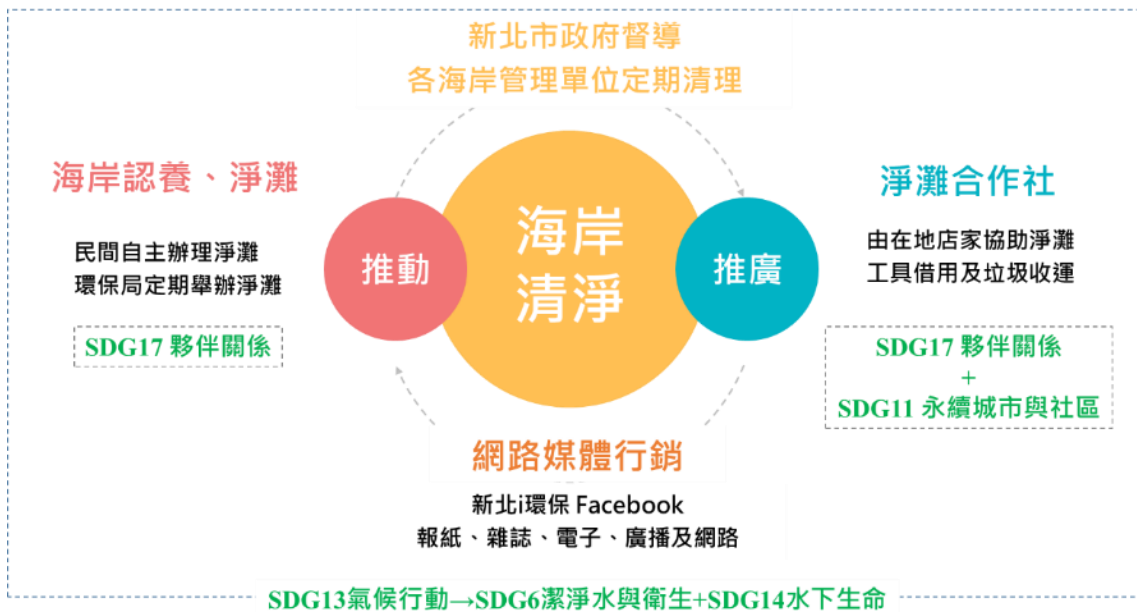 新北市政府督導
各海岸管理單位定期清理
海岸認養、淨灘
民間自主辦理淨灘
環保局定期舉辦淨灘
SDG17 夥伴關係
推動
海岸
清淨
推廣
淨灘合作社
由在地店家協助淨灘
工具借用及垃圾收運
SDG17 夥伴關係
+
SDG11 永續城市與社區
網路媒體行銷
新北i環保 Facebook
報紙、雜誌、電子、廣播及網路
SDG13氣候行動→SDG6潔淨水與衛生+SDG14水下生命